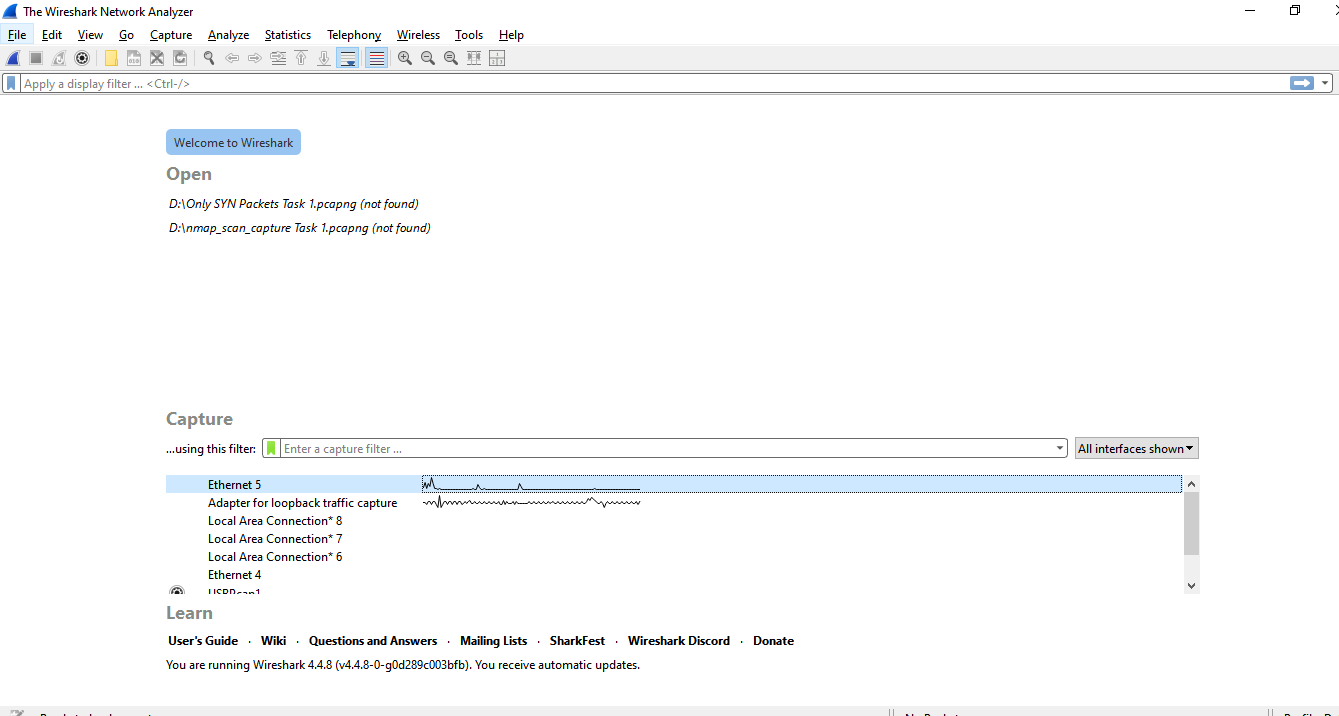 The Wireshark Network Analyzer
File Edit View Go Capture Analyze Statistics Telephony Wireless Tools Help
Apply a display filter ... <Ctrl-/>
Welcome to Wireshark
Open
D:\Only SYN Packets Task 1.pcapng (not found)
D:\nmap_scan_capture Task 1.pcapng (not found)
Capture
...using this filter: Enter a capture filter ... All interfaces shown
Ethernet 5
Adapter for loopback traffic capture
Local Area Connection* 8
Local Area Connection* 7
Local Area Connection* 6
Ethernet 4
USBPcap1
Learn
User's Guide · Wiki · Questions and Answers · Mailing Lists · SharkFest · Wireshark Discord · Donate
You are running Wireshark 4.4.8 (v4.4.8-0-g0d289c003bfb). You receive automatic updates.